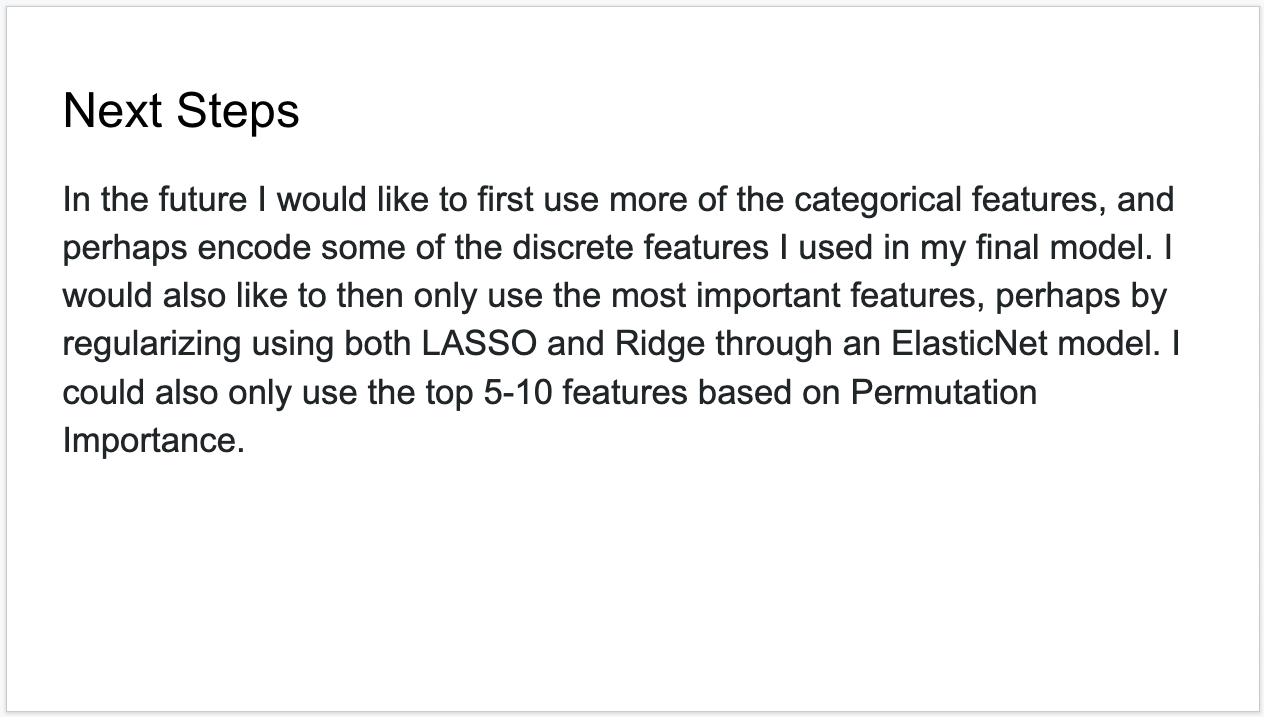 Next Steps
In the future I would like to first use more of the categorical features, and
perhaps encode some of the discrete features I used in my final model. I
would also like to then only use the most important features, perhaps by
regularizing using both LASSO and Ridge through an ElasticNet model. I
could also only use the top 5-10 features based on Permutation
Importance.